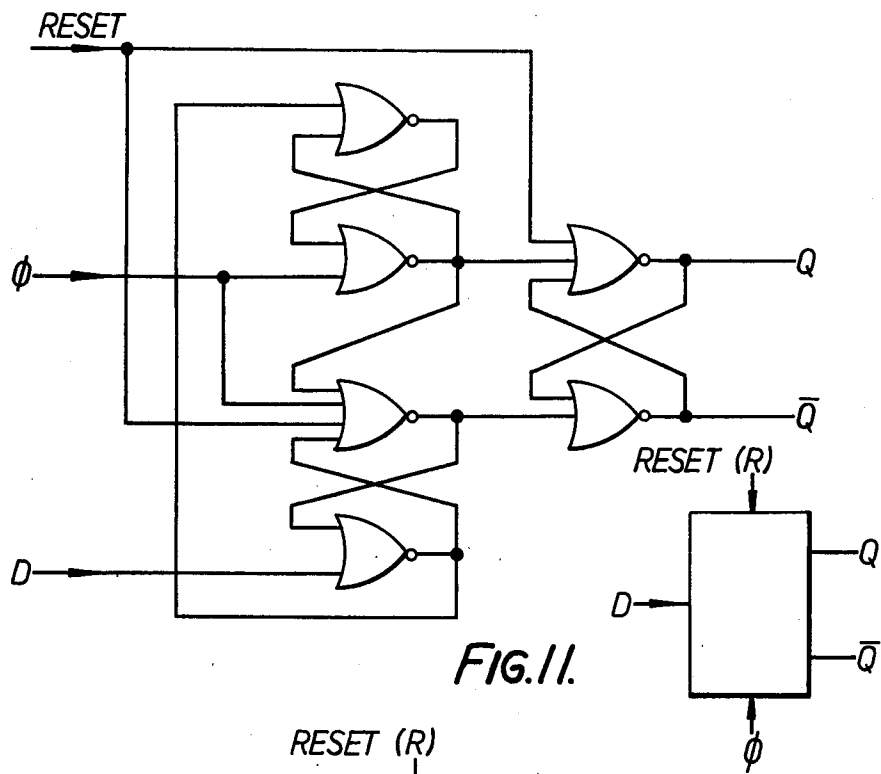 RESET
ϕ
D
Q
Q̅
RESET (R)
D
Q
Q̅
ϕ
FIG.11.
RESET (R)